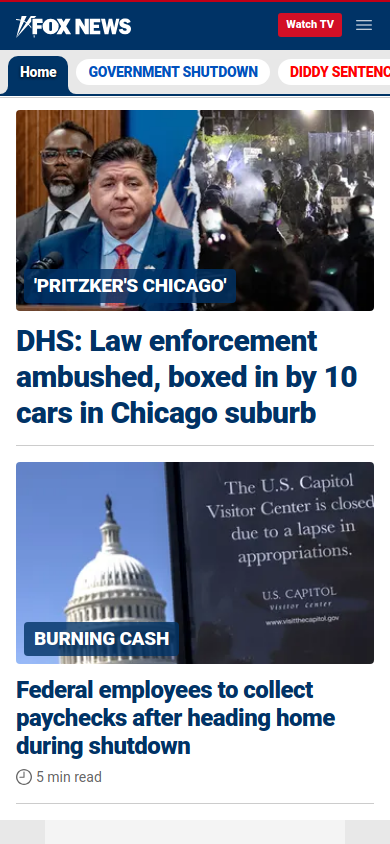 FOX NEWS
Watch TV
Home
GOVERNMENT SHUTDOWN
DIDDY SENTENC
'PRITZKER'S CHICAGO'
DHS: Law enforcement
ambushed, boxed in by 10
cars in Chicago suburb
The U.S. Capitol
Visitor Center is closed
due to a lapse in
appropriations.
U.S. CAPITOL
Visitor Center
www.visitthecapitol.gov
BURNING CASH
Federal employees to collect
paychecks after heading home
during shutdown
5 min read